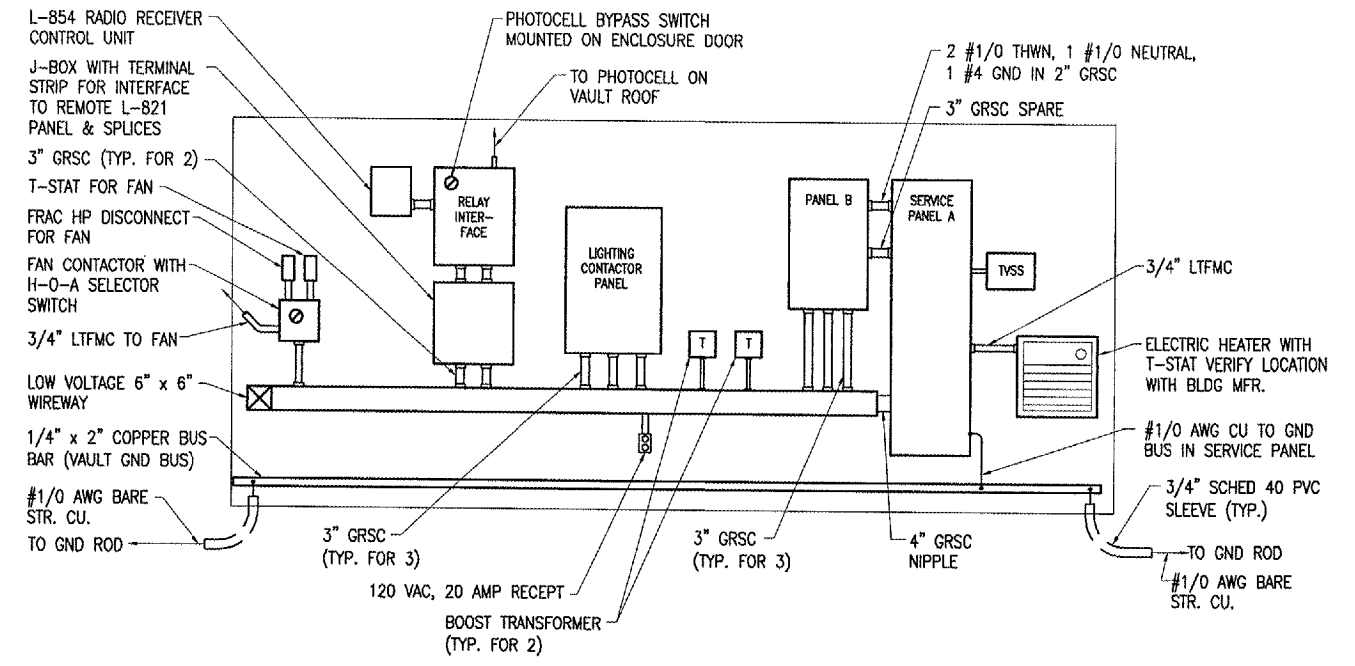 L-854 RADIO RECEIVER
CONTROL UNIT
J-BOX WITH TERMINAL
STRIP FOR INTERFACE
TO REMOTE L-821
PANEL & SPLICES
3" GRSC (TYP. FOR 2)
T-STAT FOR FAN
FRAC HP DISCONNECT
FOR FAN
FAN CONTACTOR WITH
H-O-A SELECTOR
SWITCH
3/4" LTFMC TO FAN
LOW VOLTAGE 6" x 6"
WIREWAY
1/4" x 2" COPPER BUS
BAR (VAULT GND BUS)
#1/0 AWG BARE
STR. CU.
TO GND ROD
PHOTOCELL BYPASS SWITCH
MOUNTED ON ENCLOSURE DOOR
TO PHOTOCELL ON
VAULT ROOF
2 #1/0 THWN, 1 #1/0 NEUTRAL,
1 #4 GND IN 2" GRSC
3" GRSC SPARE
RELAY
INTER-
FACE
LIGHTING
CONTACTOR
PANEL
T
T
PANEL B
SERVICE
PANEL A
TVSS
3/4" LTFMC
ELECTRIC HEATER WITH
T-STAT VERIFY LOCATION
WITH BLDG MFR.
#1/0 AWG CU TO GND
BUS IN SERVICE PANEL
3/4" SCHED 40 PVC
SLEEVE (TYP.)
TO GND ROD
#1/0 AWG BARE
STR. CU.
3" GRSC
(TYP. FOR 3)
120 VAC, 20 AMP RECEPT
BOOST TRANSFORMER
(TYP. FOR 2)
3" GRSC
(TYP. FOR 3)
4" GRSC
NIPPLE